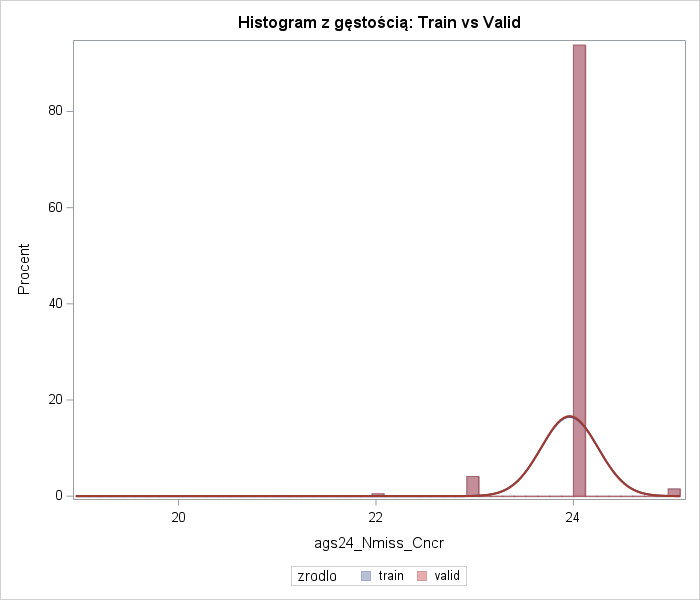 Histogram z gęstością: Train vs Valid
80
60
40
20
0
Procent
20
22
24
ags24_Nmiss_Cncr
zrodlo train valid